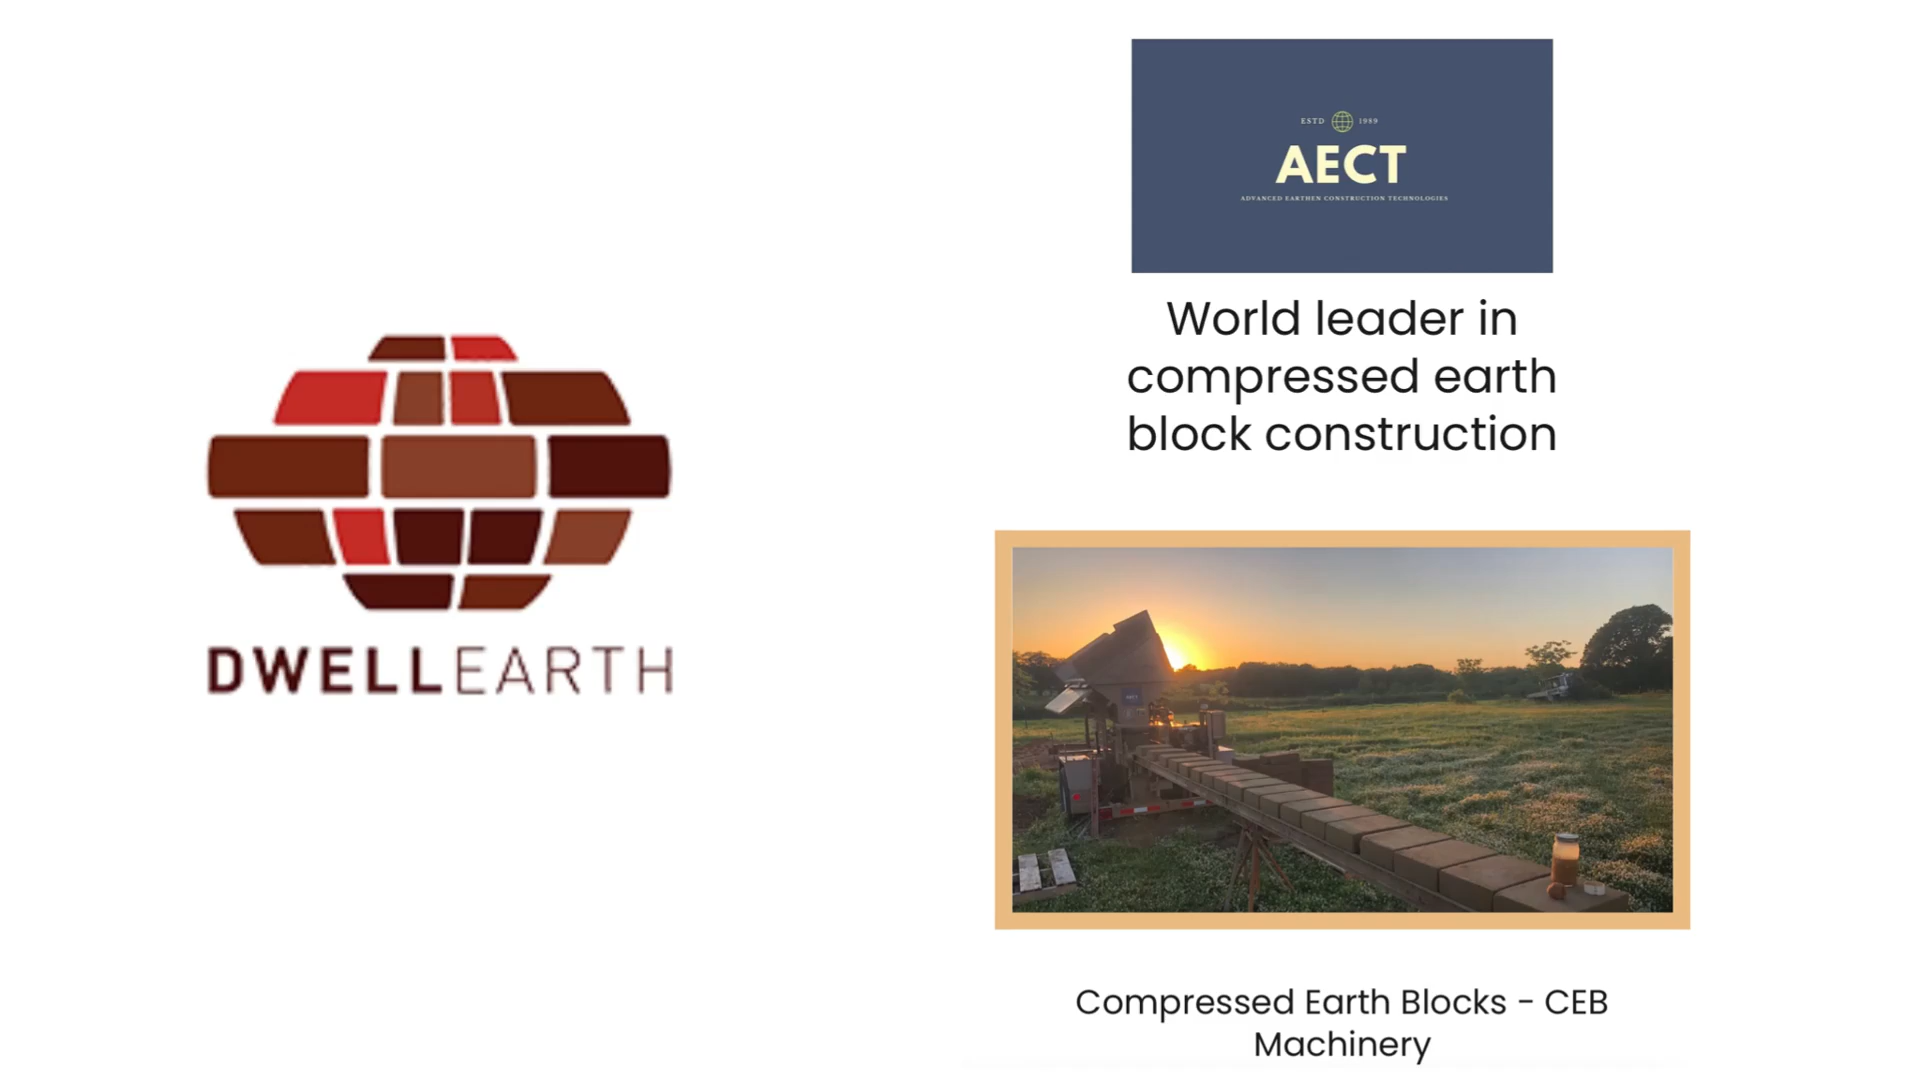 DWELLEARTH
ESTD 1989
AECT
ADVANCED EARTHEN CONSTRUCTION TECHNOLOGIES
World leader in
compressed earth
block construction
Compressed Earth Blocks - CEB
Machinery